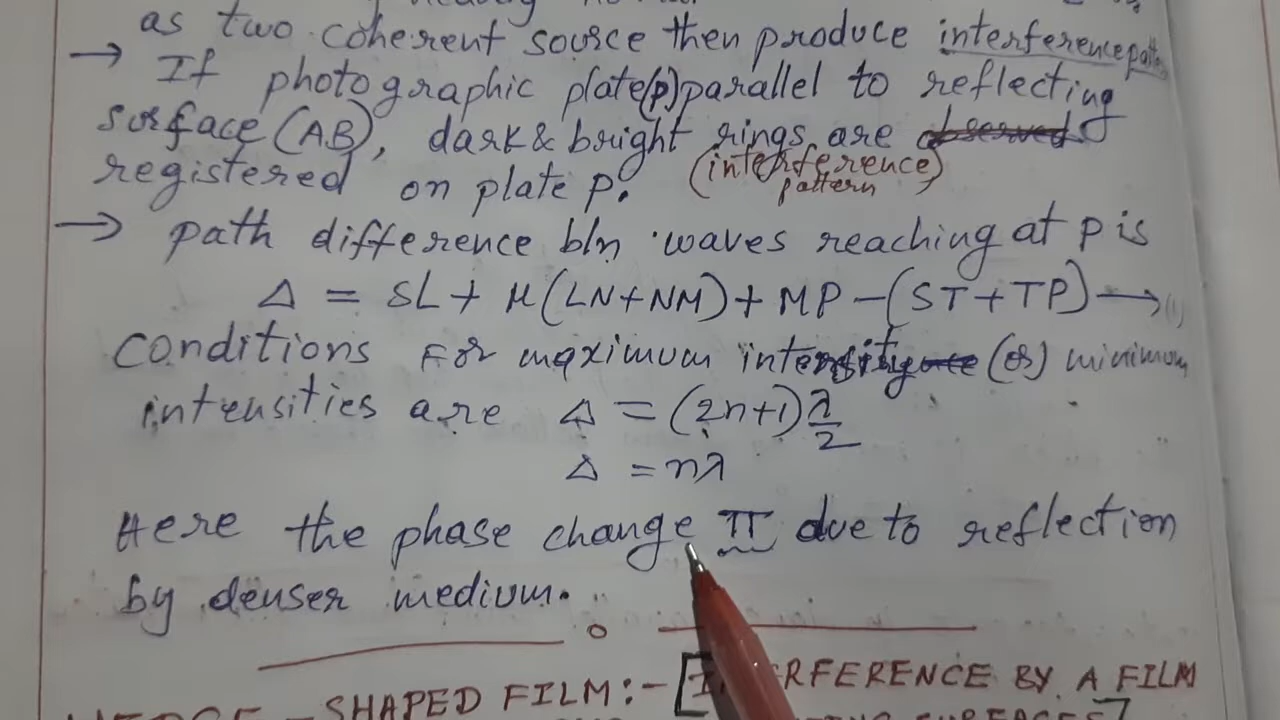 as two coherent source then produce interference
→ If photographic plate(p) parallel to reflecting
surface (AB), dark & bright rings are observed
registered on plate p. (interference pattern)
→ path difference b/n waves reaching at p is
Δ = SL + μ(LN+NM) + MP - (ST+TP) → (1)
conditions For maximum intensity (or) minimum
intensities are Δ = (2n+1) λ/2
Δ = nλ
Here the phase change π due to reflection
by denser medium.
SHAPED FILM:- [INTERFERENCE BY A FILM